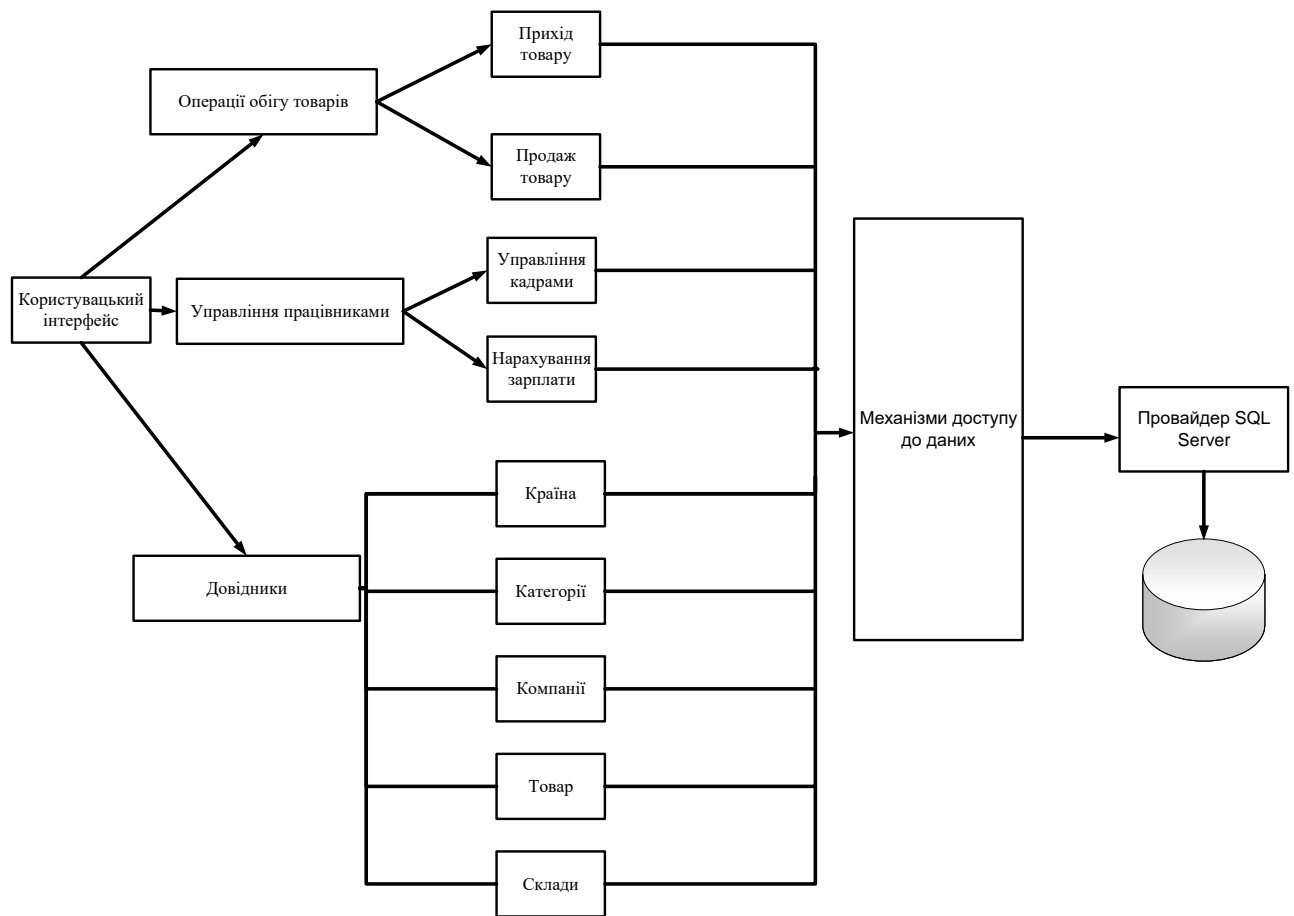 Прихід
товару
Операції обігу товарів
Продаж
товару
Управління
кадрами
Користувацький
інтерфейс
Управління працівниками
Нарахування
зарплати
Механізми доступу
до даних
Провайдер SQL
Server
Країна
Довідники
Категорії
Компанії
Товар
Склади